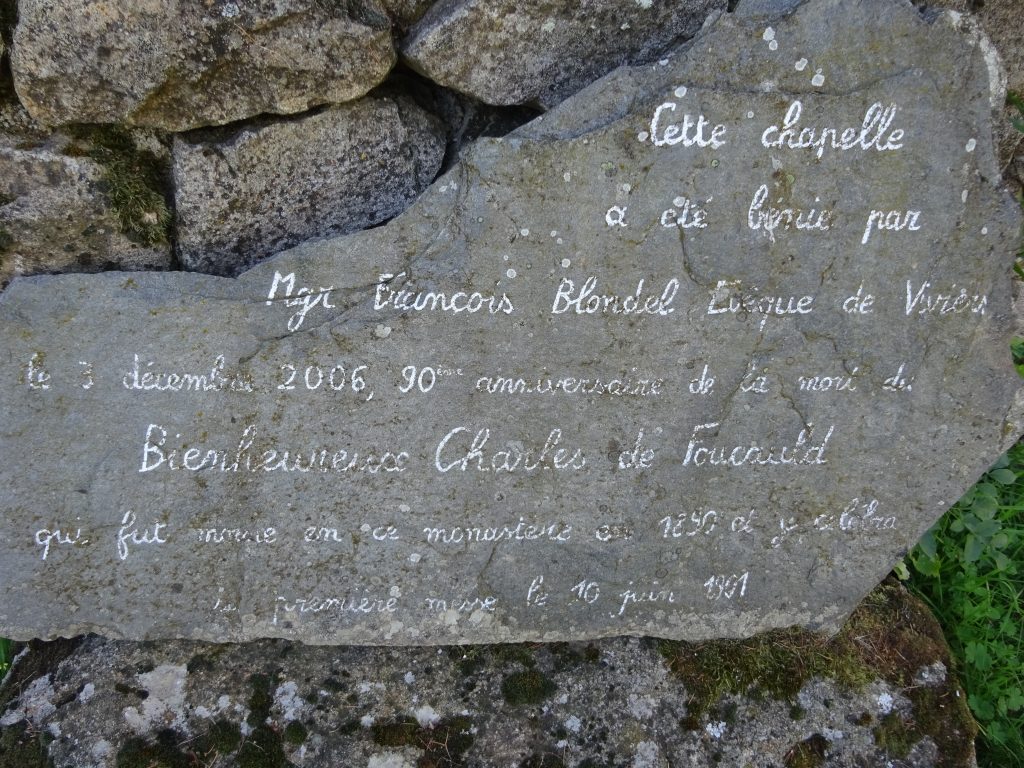 Cette chapelle
a été bénie par
Mgr François Blondel Evêque de Viviers
le 3 décembre 2006, 90ème anniversaire de la mort du
Bienheureux Charles de Foucauld
qui fut moine en ce monastère en 1890 et y célébra
la première messe le 10 juin 1901